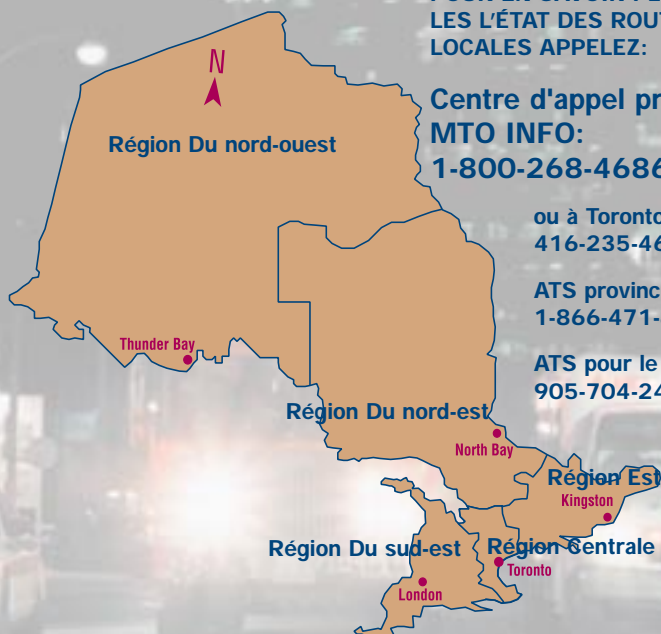 LES L'ÉTAT DES ROUT
LOCALES APPELEZ:
Centre d'appel pr
MTO INFO:
1-800-268-4686
ou à Toronto
416-235-46
ATS provinc
1-866-471-
ATS pour le
905-704-24
N
Région Du nord-ouest
Thunder Bay
Région Du nord-est
North Bay
Région Est
Kingston
Région Du sud-est
Région Centrale
Toronto
London